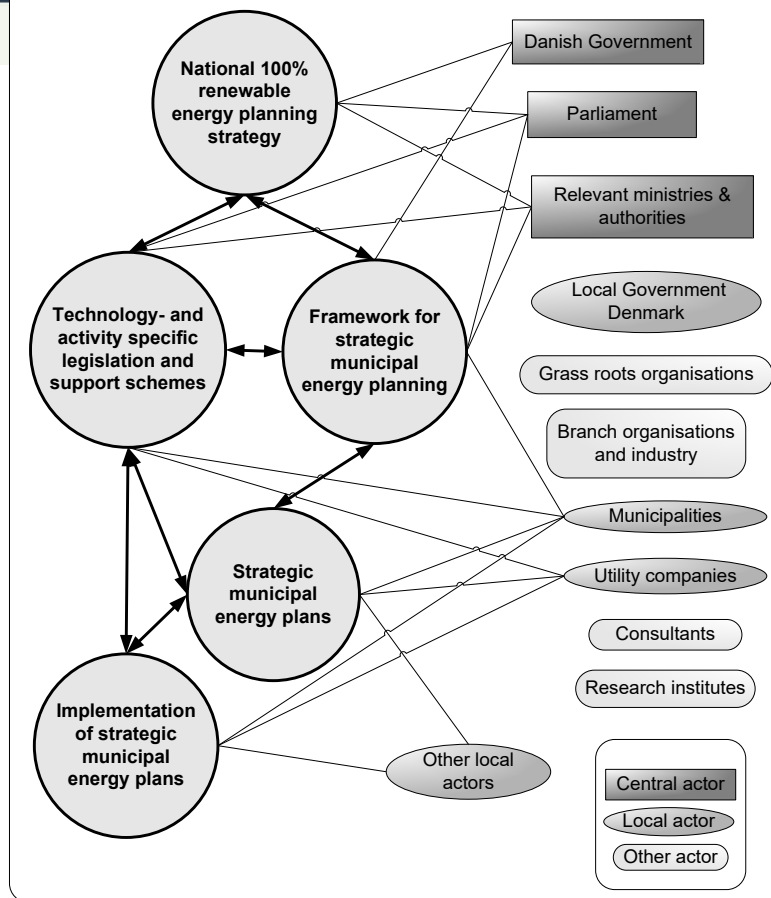 National 100%
renewable
energy planning
strategy
Danish Government
Parliament
Relevant ministries &
authorities
Technology- and
activity specific
legislation and
support schemes
Framework for
strategic
municipal
energy planning
Local Government
Denmark
Grass roots organisations
Branch organisations
and industry
Municipalities
Strategic
municipal
energy plans
Utility companies
Consultants
Research institutes
Implementation
of strategic
municipal
energy plans
Other local
actors
Central actor
Local actor
Other actor